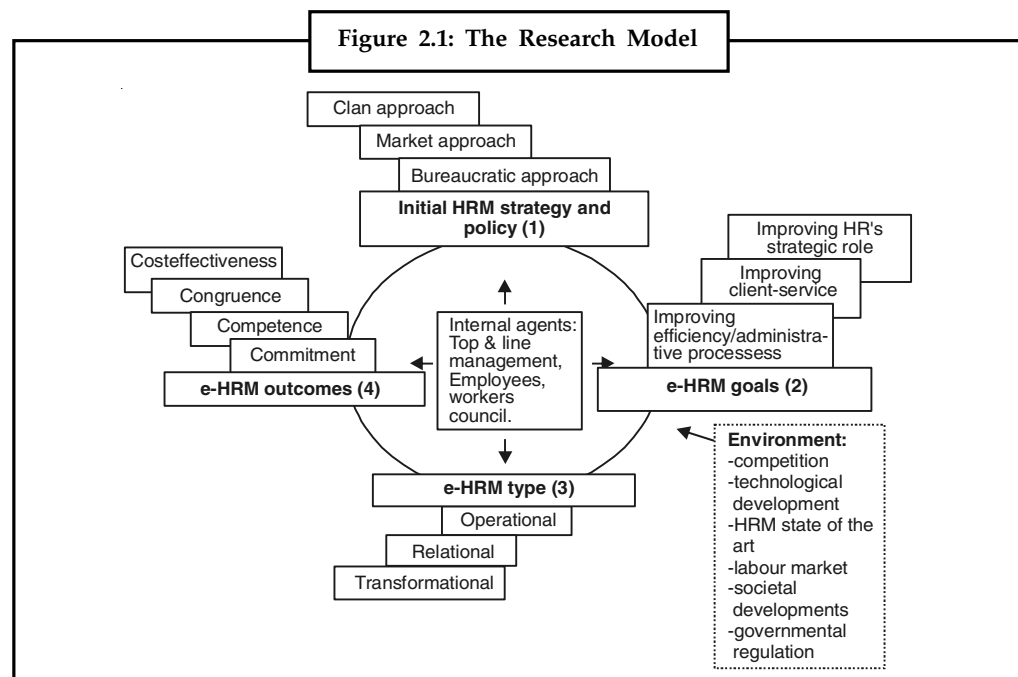 Figure 2.1: The Research Model
Clan approach
Market approach
Bureaucratic approach
Initial HRM strategy and
policy (1)
Improving HR's
strategic role
Improving
client-service
Improving
efficiency/administra-
tive processess
e-HRM goals (2)
Costeffectiveness
Congruence
Competence
Commitment
e-HRM outcomes (4)
Internal agents:
Top & line
management,
Employees,
workers
council.
e-HRM type (3)
Operational
Relational
Transformational
Environment:
-competition
-technological
development
-HRM state of the
art
-labour market
-societal
developments
-governmental
regulation